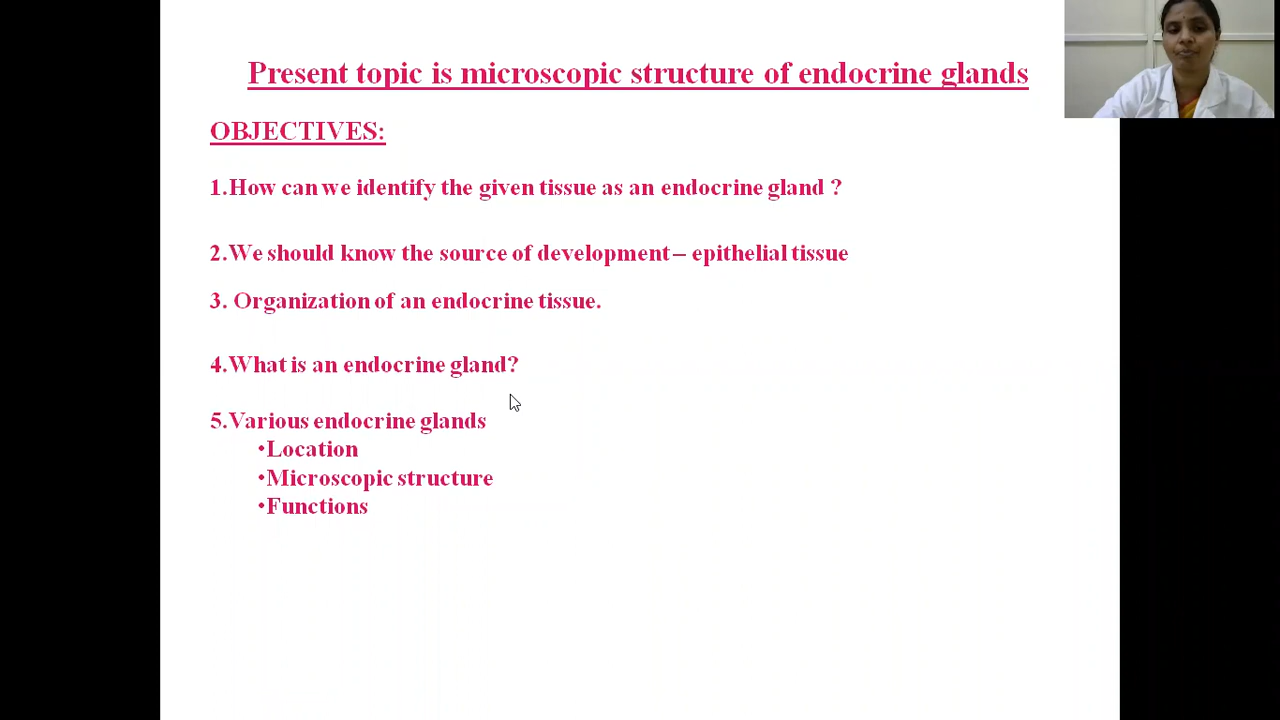 Present topic is microscopic structure of endocrine glands
OBJECTIVES:
1.How can we identify the given tissue as an endocrine gland ?
2.We should know the source of development – epithelial tissue
3. Organization of an endocrine tissue.
4.What is an endocrine gland?
5.Various endocrine glands
•Location
•Microscopic structure
•Functions